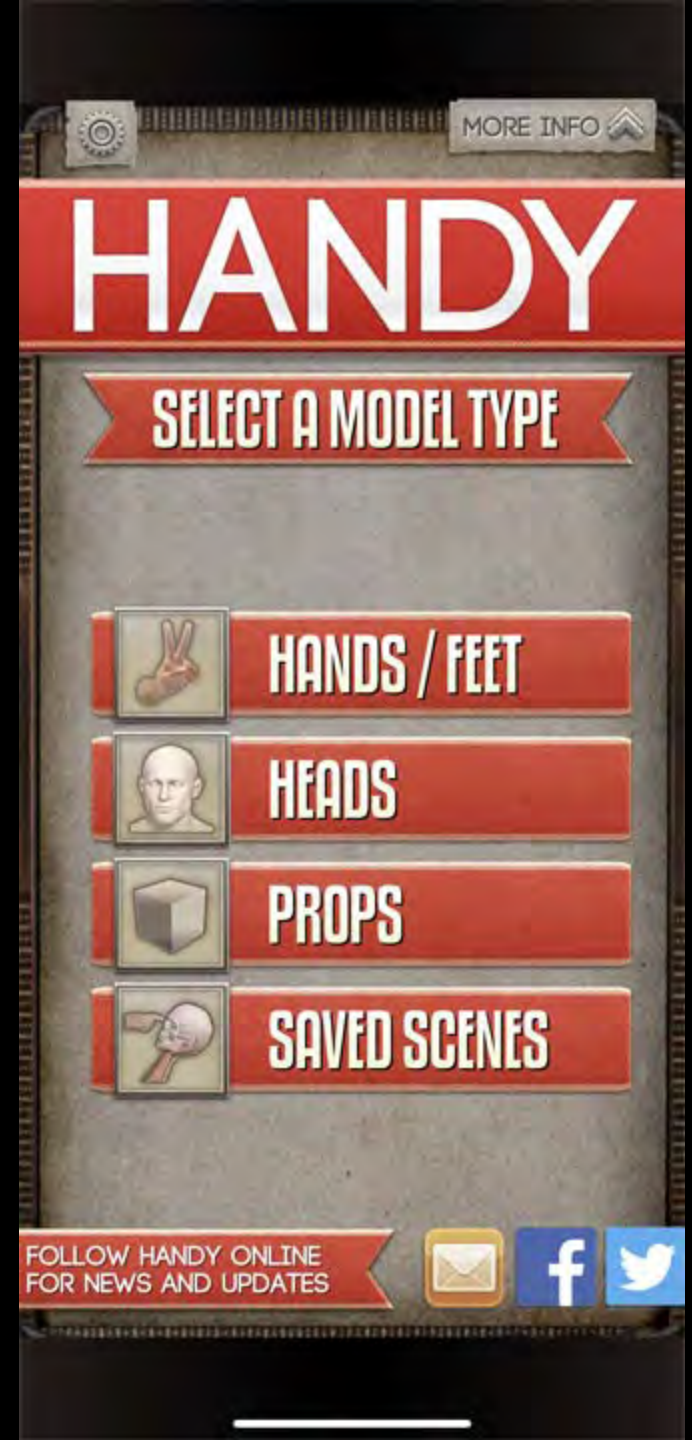 MORE INFO
HANDY
SELECT A MODEL TYPE
HANDS / FEET
HEADS
PROPS
SAVED SCENES
FOLLOW HANDY ONLINE
FOR NEWS AND UPDATES